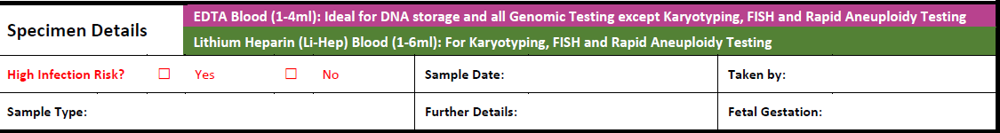 Specimen Details
EDTA Blood (1-4ml): Ideal for DNA storage and all Genomic Testing except Karyotyping, FISH and Rapid Aneuploidy Testing
Lithium Heparin (Li-Hep) Blood (1-6ml): For Karyotyping, FISH and Rapid Aneuploidy Testing
High Infection Risk? ☐ Yes ☐ No Sample Date: Taken by:
Sample Type: Further Details: Fetal Gestation: